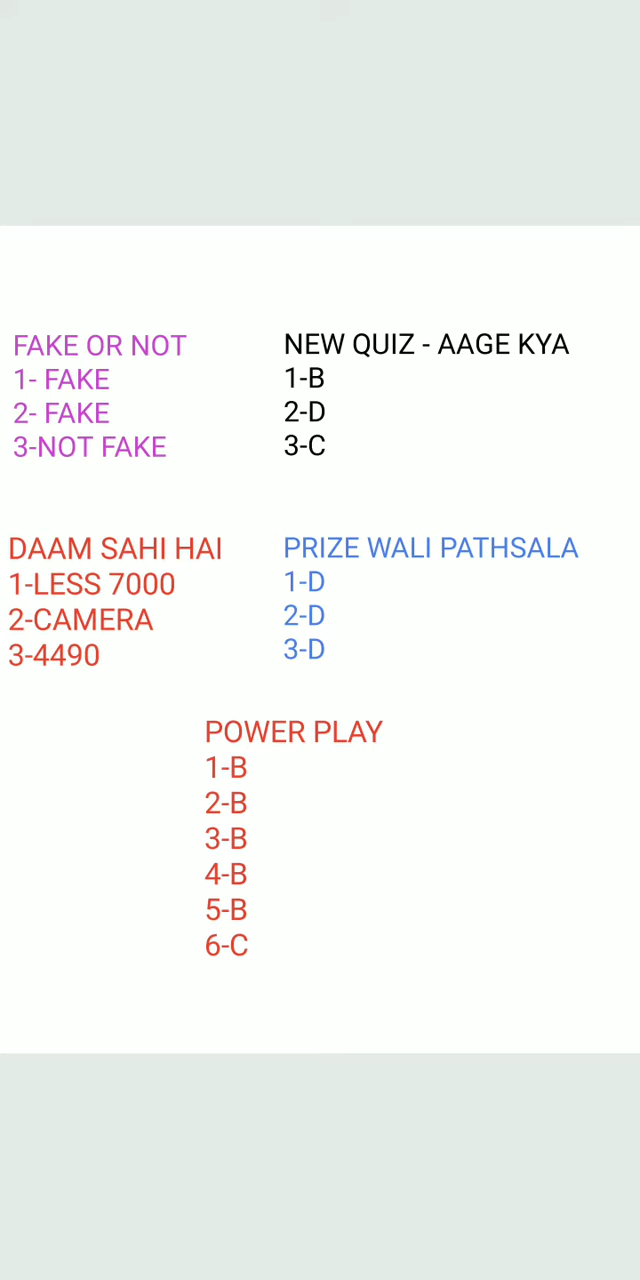 FAKE OR NOT
1- FAKE
2- FAKE
3-NOT FAKE
NEW QUIZ - AAGE KYA
1-B
2-D
3-C
DAAM SAHI HAI
1-LESS 7000
2-CAMERA
3-4490
PRIZE WALI PATHSALA
1-D
2-D
3-D
POWER PLAY
1-B
2-B
3-B
4-B
5-B
6-C